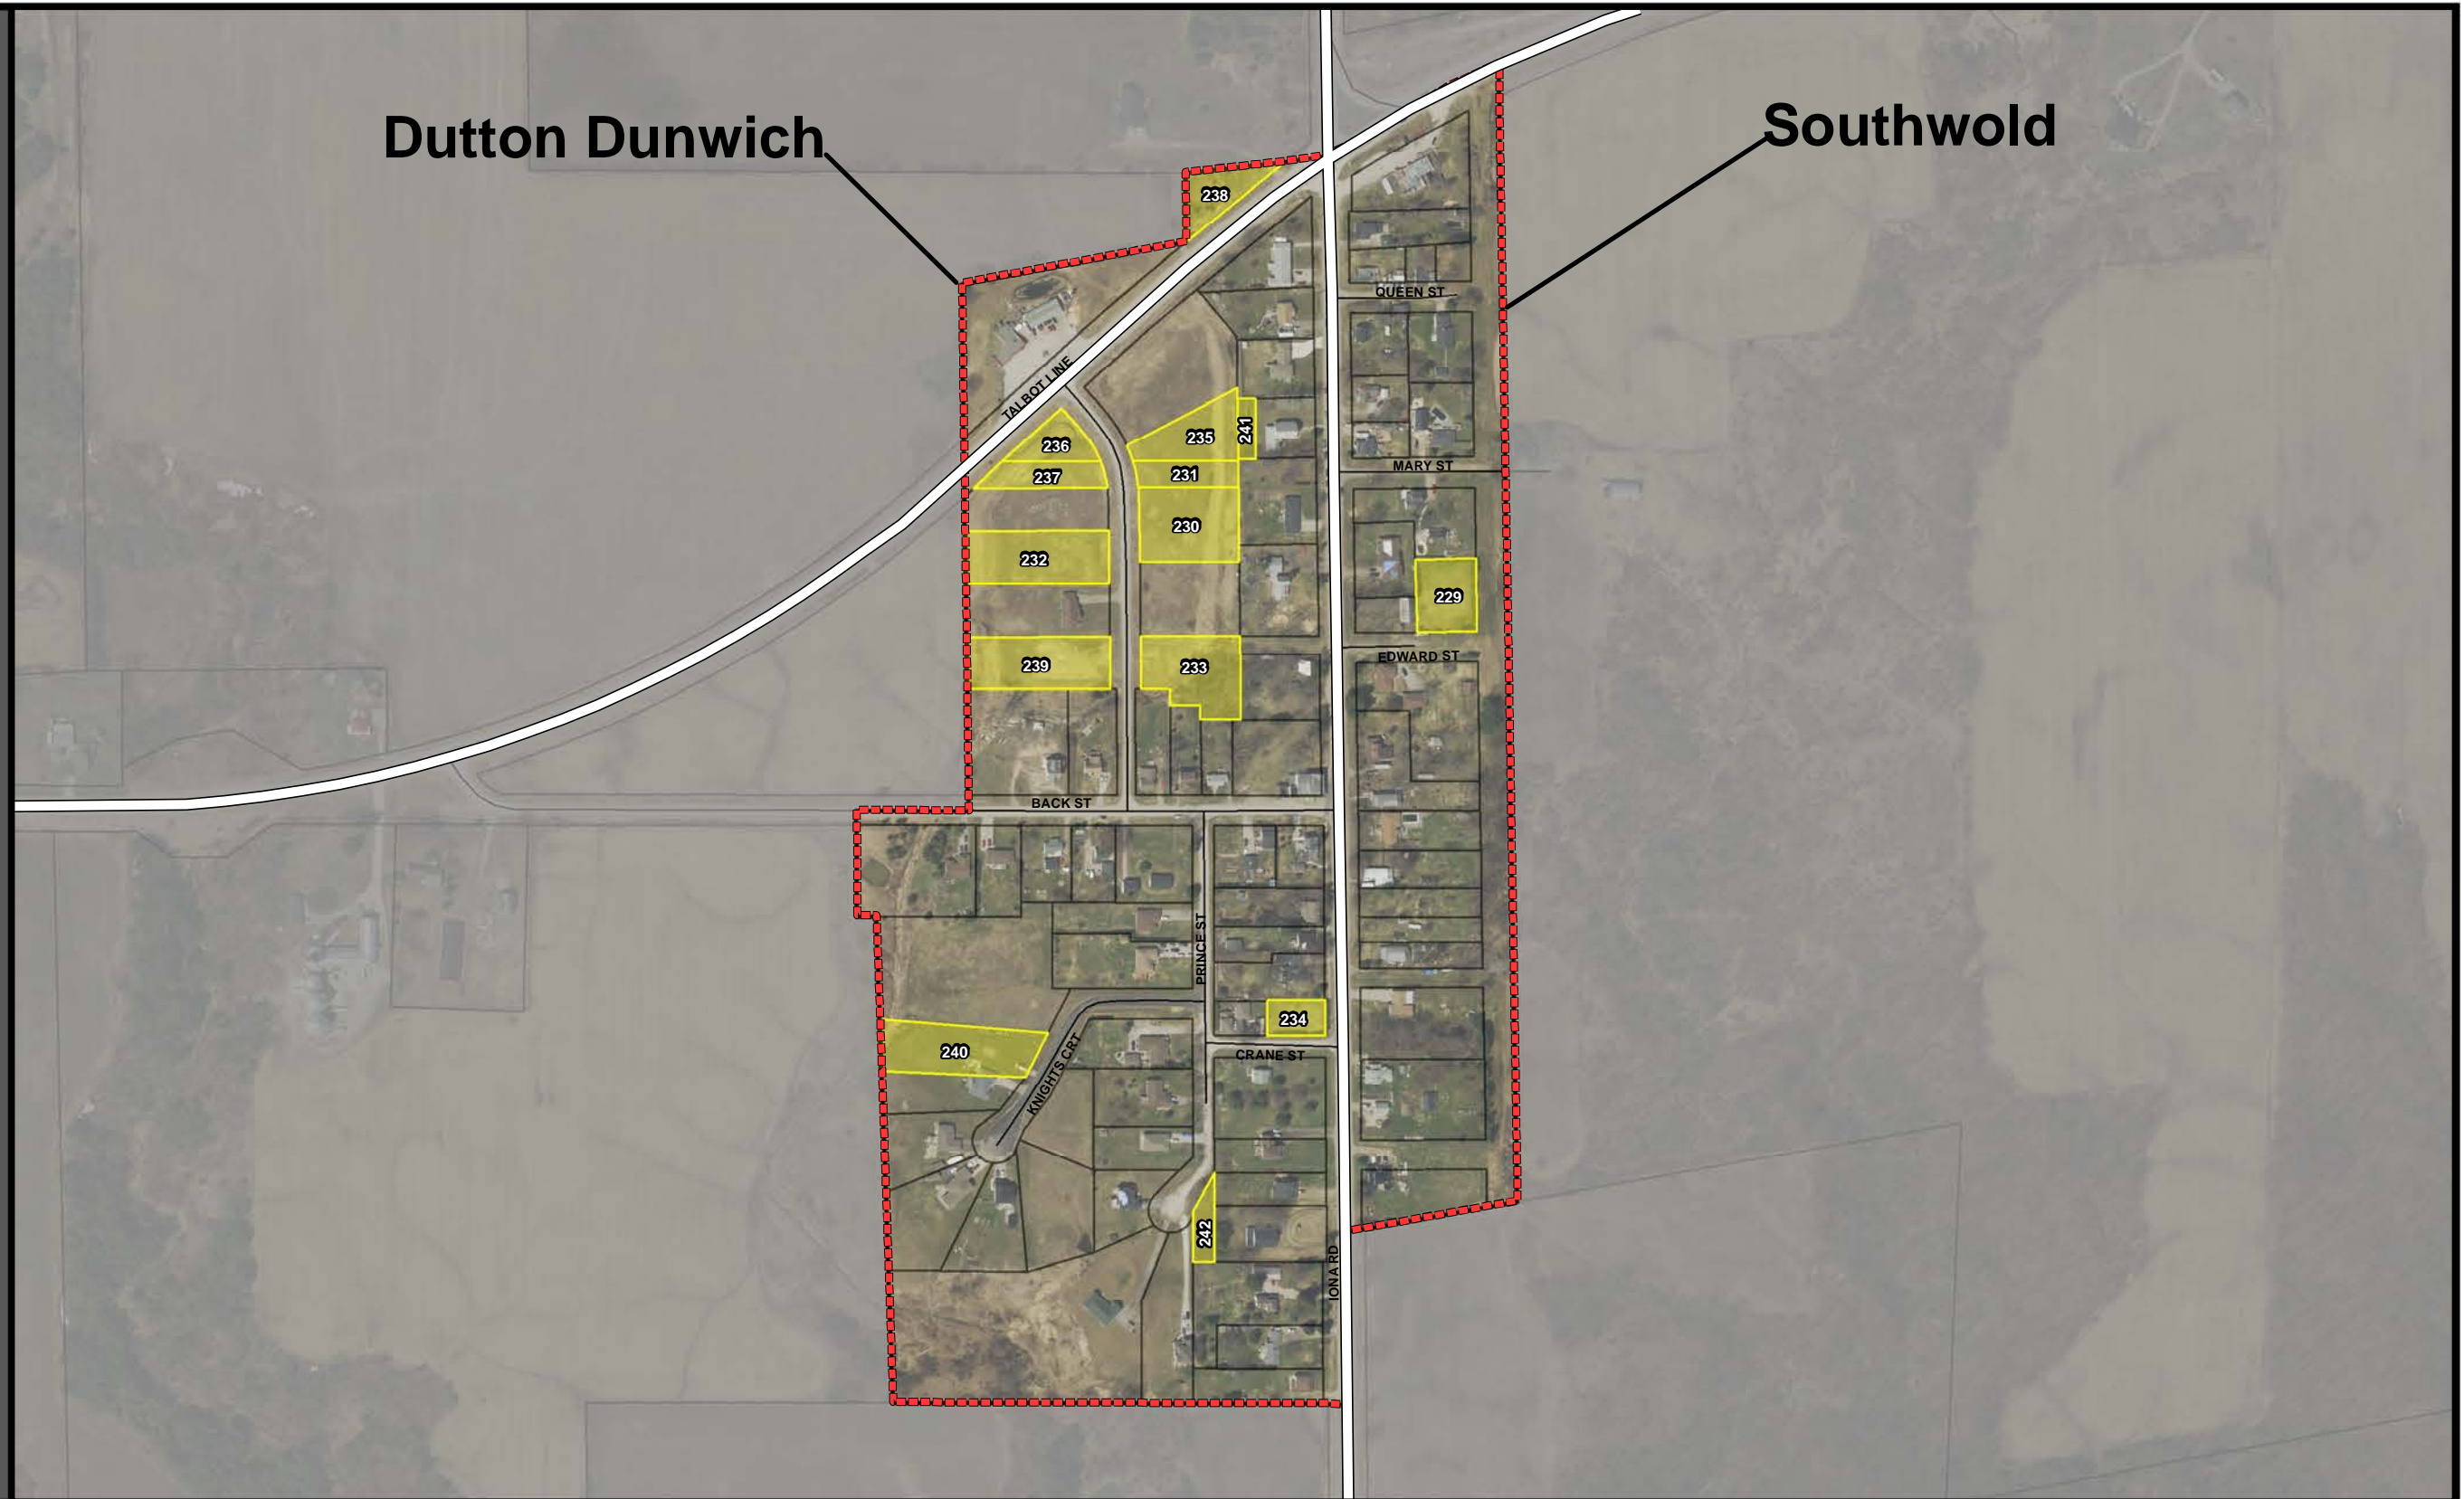 Dutton Dunwich
Southwold
238
QUEEN ST
TALBOT LINE
236
235
241
237
231
MARY ST
230
232
229
239
233
EDWARD ST
BACK ST
PRINCE ST
234
240
CRANE ST
KNIGHTS CRT
242
IONA RD